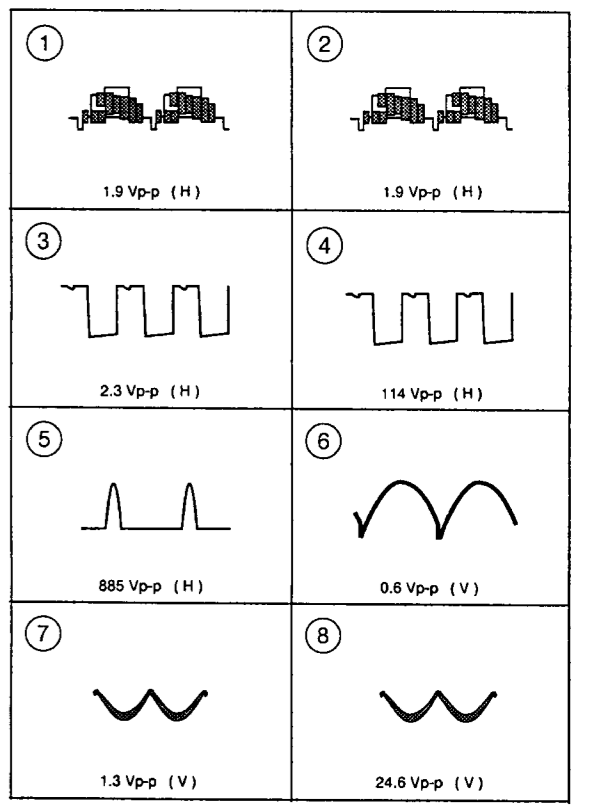 1
2
1.9 Vp-p (H)
1.9 Vp-p (H)
3
4
2.3 Vp-p (H)
114 Vp-p (H)
5
6
885 Vp-p (H)
0.6 Vp-p (V)
7
8
1.3 Vp-p (V)
24.6 Vp-p (V)